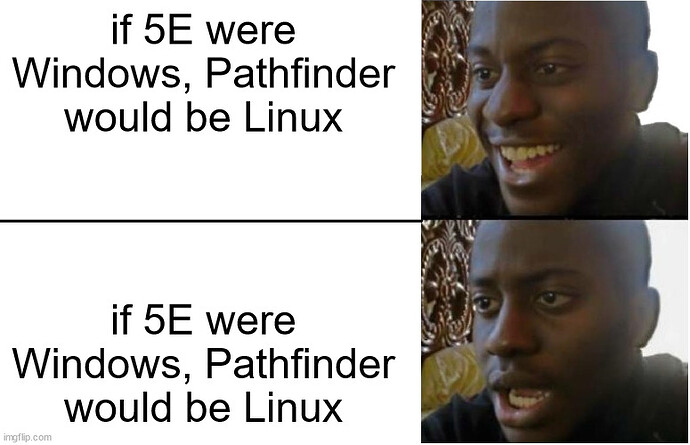 if 5E were
Windows, Pathfinder
would be Linux
if 5E were
Windows, Pathfinder
would be Linux
imgflip.com